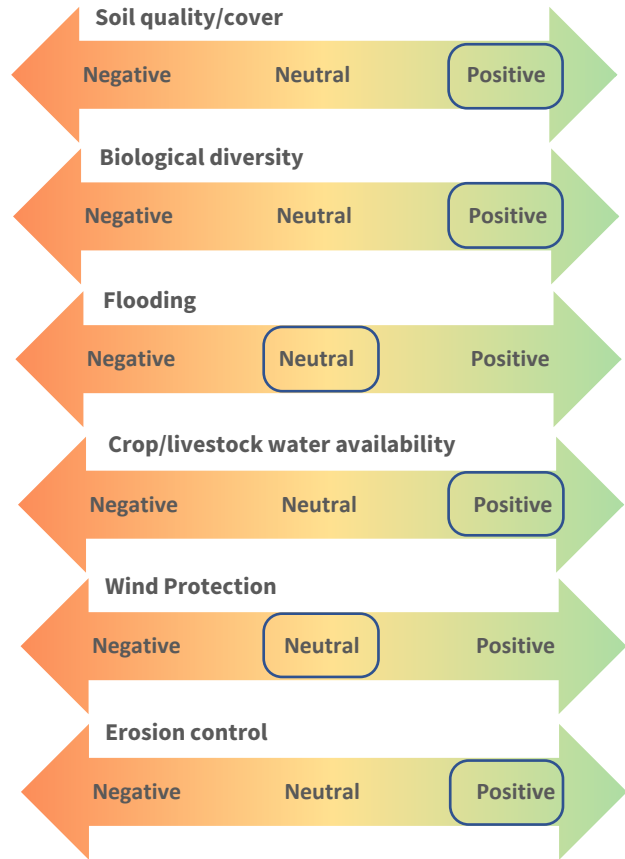 Soil quality/cover
Negative Neutral Positive
Biological diversity
Negative Neutral Positive
Flooding
Negative Neutral Positive
Crop/livestock water availability
Negative Neutral Positive
Wind Protection
Negative Neutral Positive
Erosion control
Negative Neutral Positive